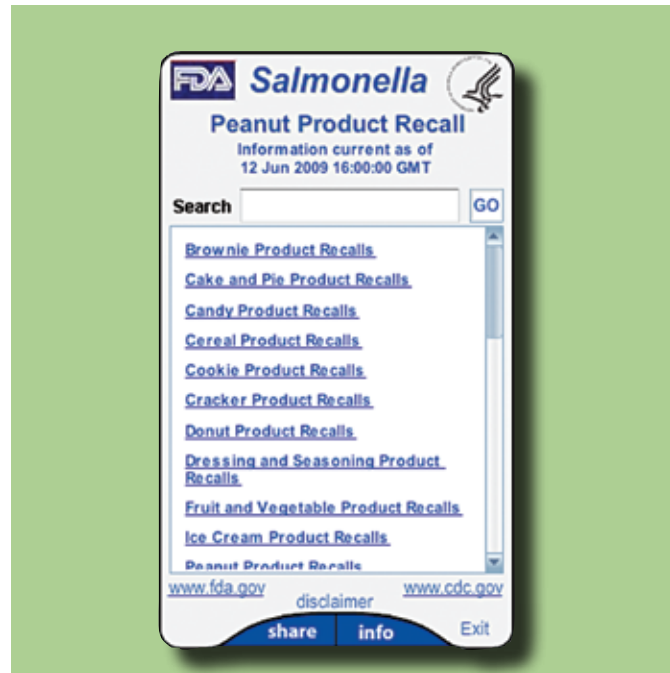 FDA Salmonella
Peanut Product Recall
Information current as of
12 Jun 2009 16:00:00 GMT
Search GO
Brownie Product Recalls
Cake and Pie Product Recalls
Candy Product Recalls
Cereal Product Recalls
Cookie Product Recalls
Cracker Product Recalls
Donut Product Recalls
Dressing and Seasoning Product
Recalls
Fruit and Vegetable Product Recalls
Ice Cream Product Recalls
Peanut Product Recalls
www.fda.gov www.cdc.gov
disclaimer
share info Exit